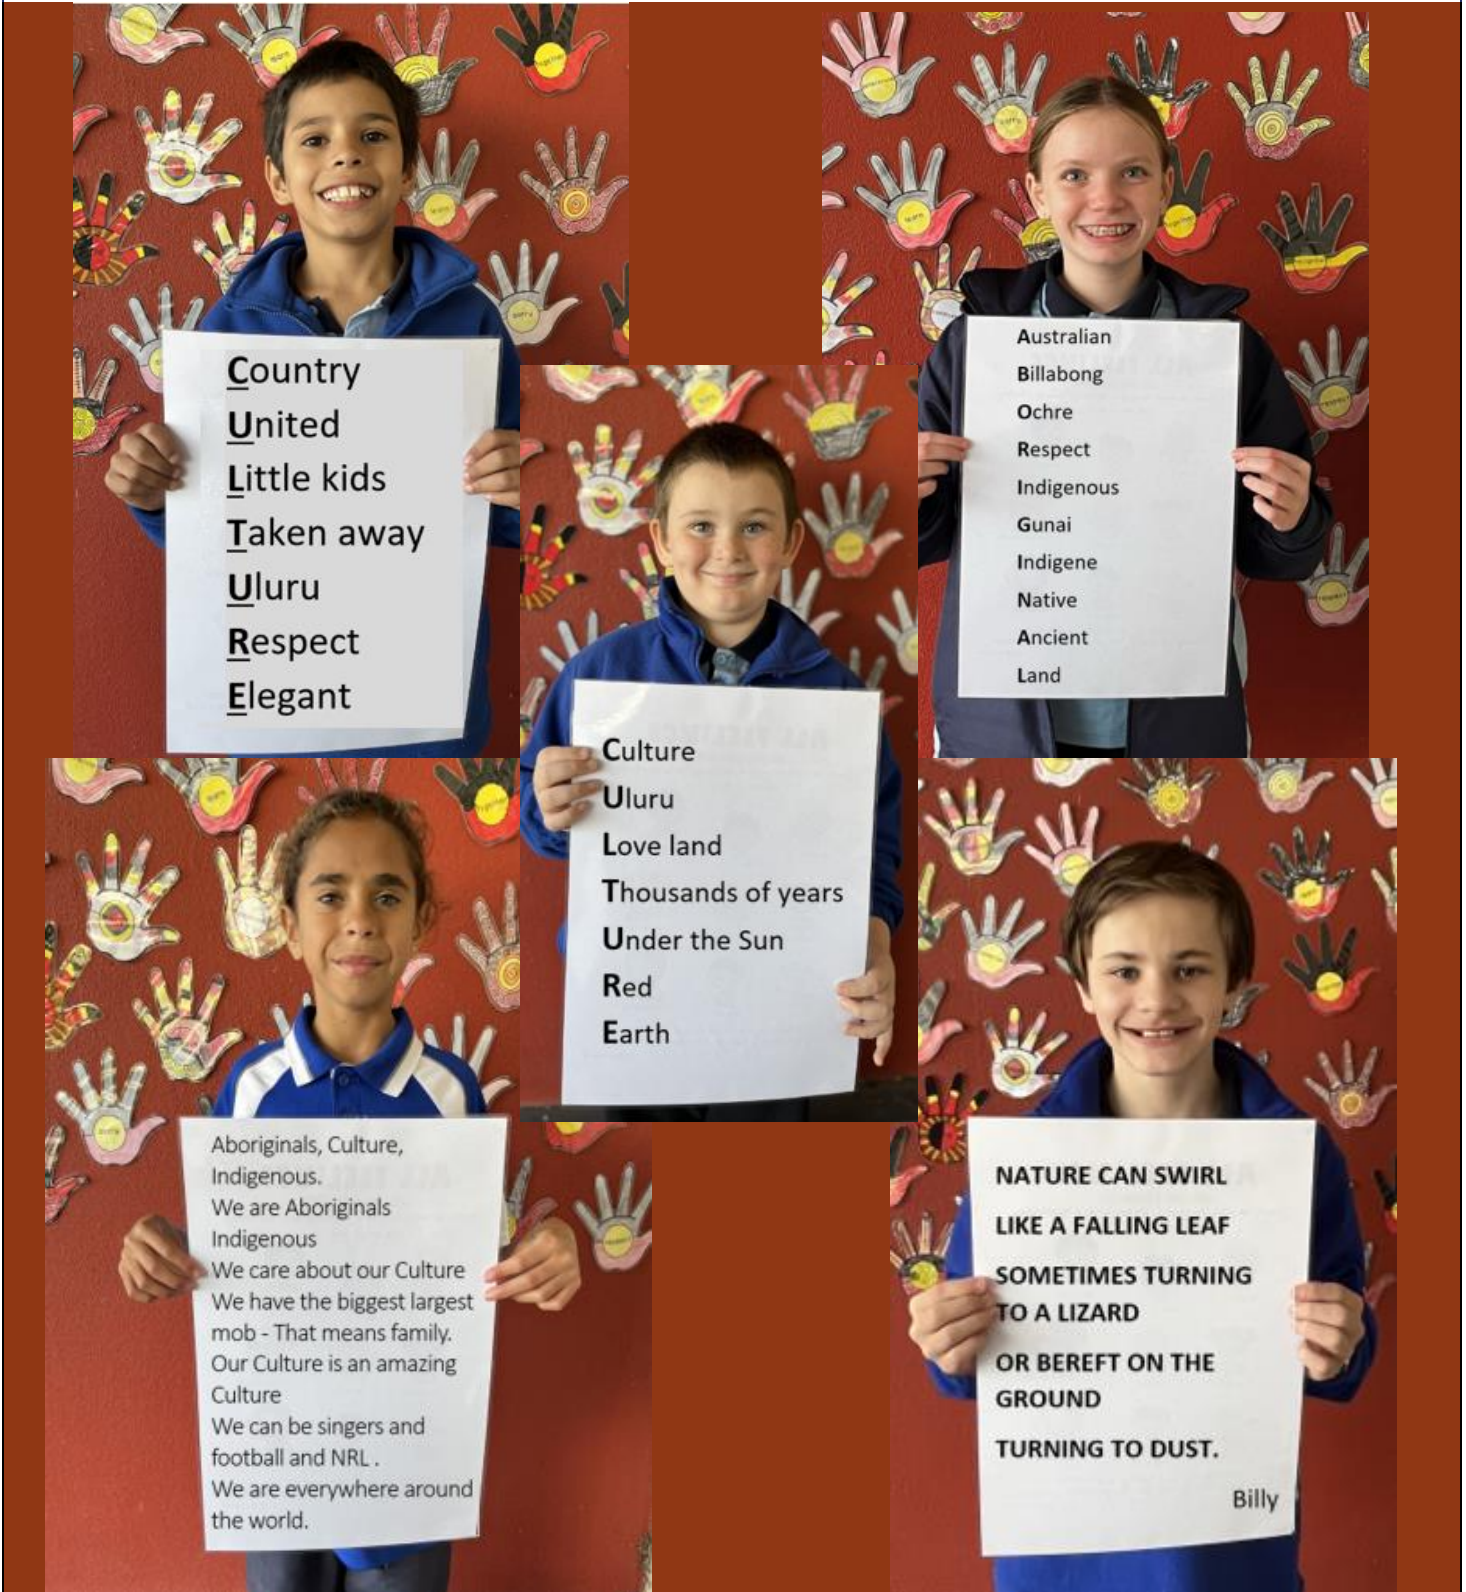 Country
United
Little kids
Taken away
Uluru
Respect
Elegant
Australian
Billabong
Ochre
Respect
Indigenous
Gunai
Indigene
Native
Ancient
Land
Culture
Uluru
Love land
Thousands of years
Under the Sun
Red
Earth
Aboriginals, Culture,
Indigenous.
We are Aboriginals
Indigenous
We care about our Culture
We have the biggest largest
mob - That means family.
Our Culture is an amazing
Culture
We can be singers and
football and NRL .
We are everywhere around
the world.
NATURE CAN SWIRL
LIKE A FALLING LEAF
SOMETIMES TURNING
TO A LIZARD
OR BEREFT ON THE
GROUND
TURNING TO DUST.
Billy